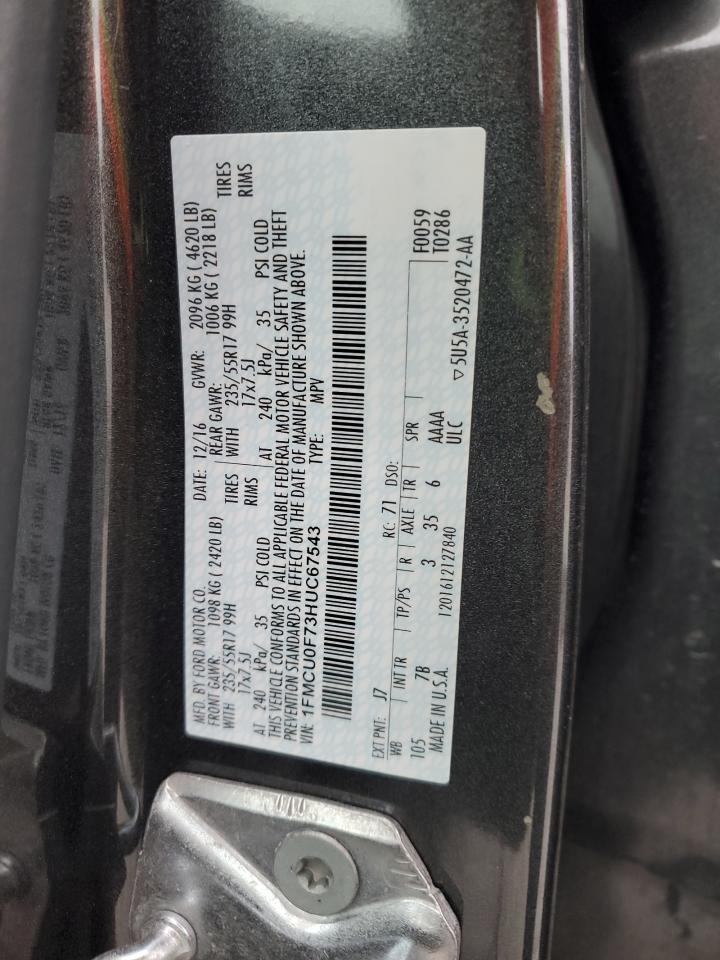 MFD. BY FORD MOTOR CO.
DATE: 12/16 GVWR: 2096 KG ( 4620 LB)
FRONT GAWR: 1098 KG ( 2420 LB) REAR GAWR: 1006 KG ( 2218 LB)
WITH 235/55R17 99H TIRES WITH 235/55R17 99H TIRES
17x7.5J RIMS 17x7.5J RIMS
AT 240 kPa/ 35 PSI COLD AT 240 kPa/ 35 PSI COLD
THIS VEHICLE CONFORMS TO ALL APPLICABLE FEDERAL MOTOR VEHICLE SAFETY AND THEFT
PREVENTION STANDARDS IN EFFECT ON THE DATE OF MANUFACTURE SHOWN ABOVE.
VIN: 1FMCU0F73HUC67543 TYPE: MPV
EXT PNT: J7 RC: 71 DSO: F0059
WB INT TR TP/PS R AXLE TR SPR T0286
105 7B 3 35 6 AAAA
MADE IN U.S.A. 1201612127840 ULC
▽5U5A-3520472-AA